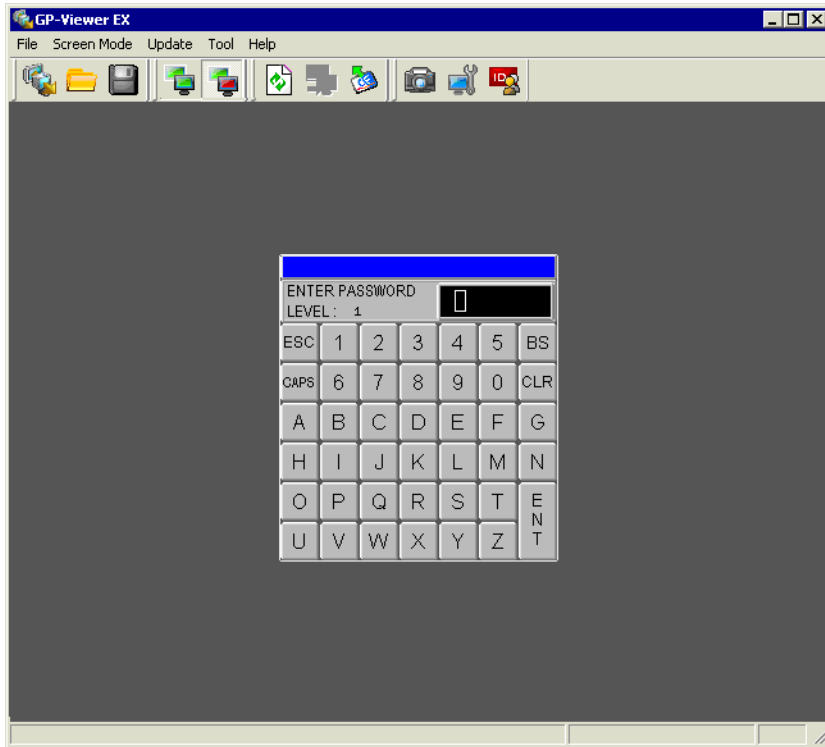 GP-Viewer EX
File Screen Mode Update Tool Help
ID
ENTER PASSWORD
LEVEL: 1
ESC 1 2 3 4 5 BS
CAPS 6 7 8 9 0 CLR
A B C D E F G
H I J K L M N
O P Q R S T ENT
U V W X Y Z